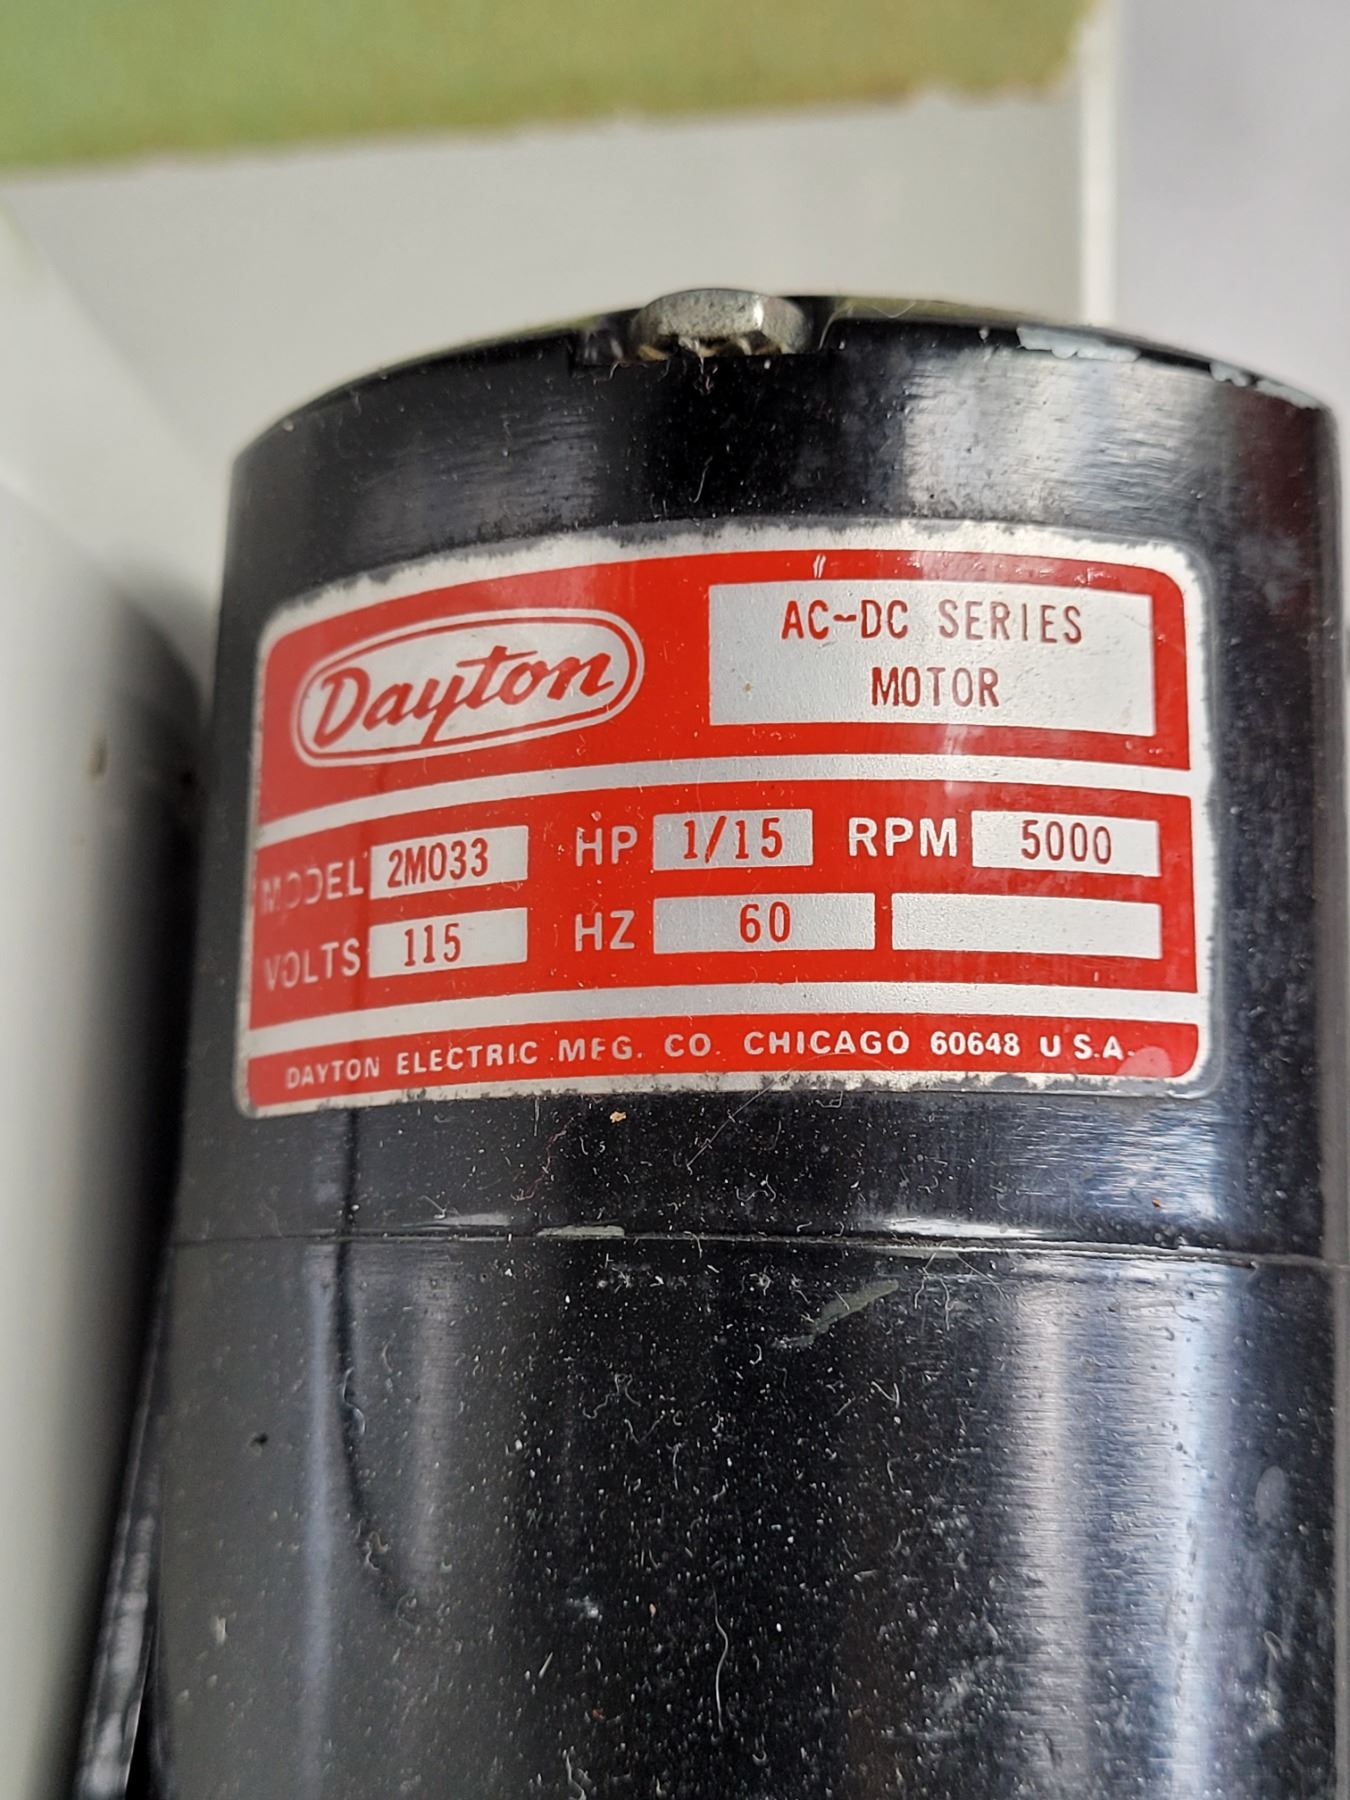 Dayton
AC-DC SERIES
MOTOR
MODEL 2M033 HP 1/15 RPM 5000
VOLTS 115 HZ 60
DAYTON ELECTRIC MFG. CO. CHICAGO 60648 U.S.A.